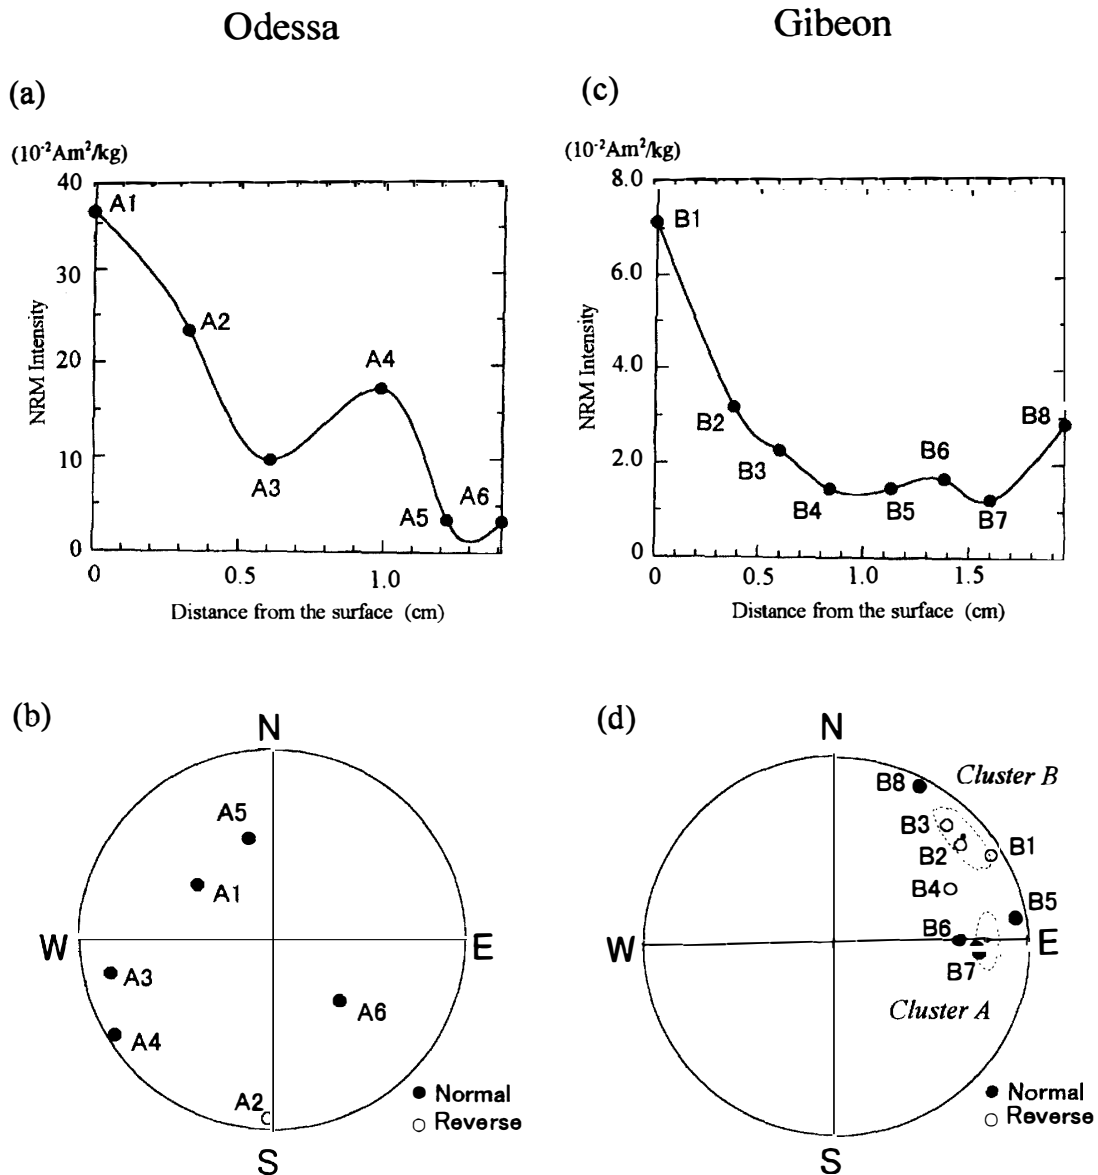 Odessa
Gibeon
(a)
(10⁻²Am²/kg)
NRM Intensity
40
30
20
10
0
A1
A2
A3
A4
A5
A6
0 0.5 1.0
Distance from the surface (cm)
(c)
(10⁻²Am²/kg)
NRM Intensity
8.0
6.0
4.0
2.0
0
B1
B2
B3
B4
B5
B6
B7
B8
0 0.5 1.0 1.5
Distance from the surface (cm)
(b)
N
A5
A1
W
E
A3
A6
A4
A2
S
● Normal
○ Reverse
(d)
N
B8
Cluster B
B3
B2
B1
B4
B5
B6
W
E
B7
Cluster A
S
● Normal
○ Reverse